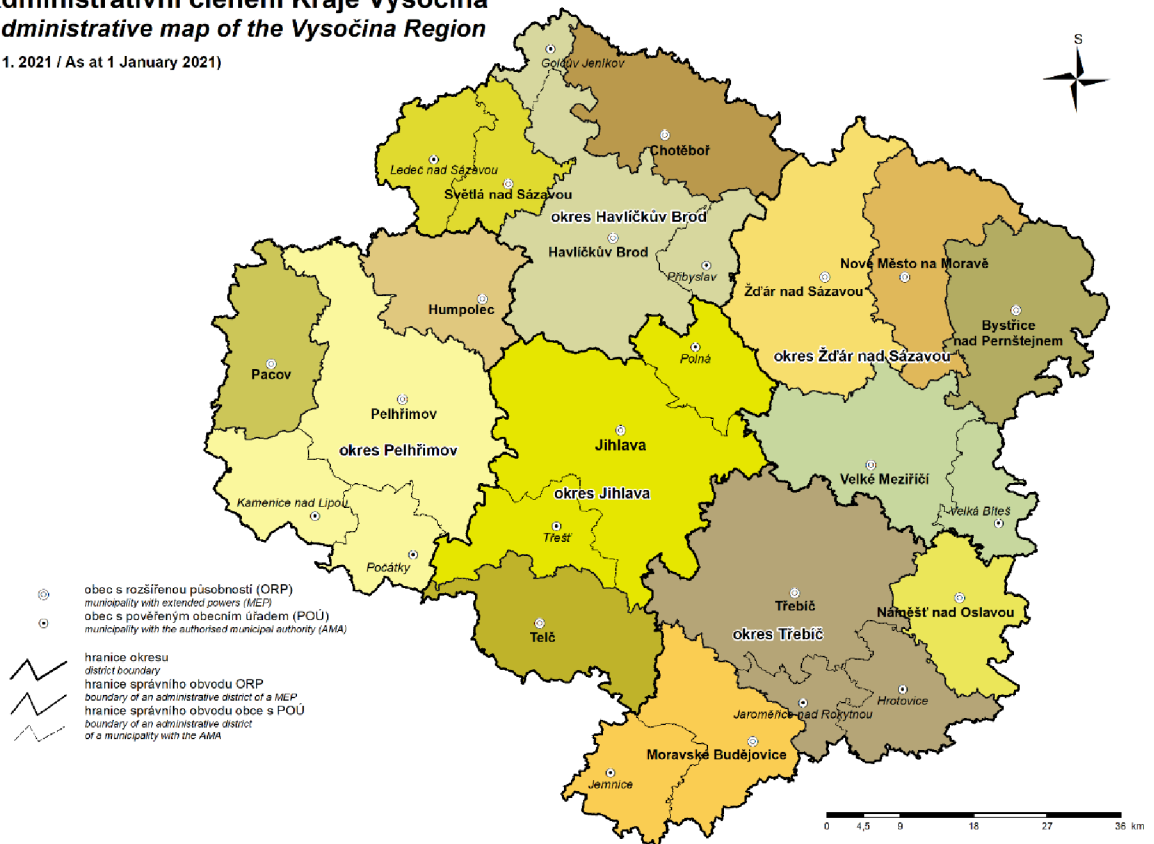 dministrativní členění Kraje Vysočina
dministrative map of the Vysočina Region
1. 2021 / As at 1 January 2021)
S
Golčův Jeníkov
Chotěboř
Ledeč nad Sázavou
Světlá nad Sázavou
okres Havlíčkův Brod
Havlíčkův Brod
Přibyslav
Nové Město na Moravě
Žďár nad Sázavou
Humpolec
Bystřice
nad Pernštejnem
okres Žďár nad Sázavou
Polná
Pacov
Pelhřimov
okres Pelhřimov
Jihlava
Velké Meziříčí
okres Jihlava
Kamenice nad Lipou
Velká Bíteš
Třešť
Počátky
Třebíč
Náměšť nad Oslavou
okres Třebíč
Telč
Hrotovice
Jaroměřice nad Rokytnou
Moravské Budějovice
Jemnice
obec s rozšířenou působností (ORP)
municipality with extended powers (MEP)
obec s pověřeným obecním úřadem (POÚ)
municipality with the authorised municipal authority (AMA)
hranice okresu
district boundary
hranice správního obvodu ORP
boundary of an administrative district of a MEP
hranice správního obvodu obce s POÚ
boundary of an administrative district
of a municipality with the AMA
0 4,5 9 18 27 36 km